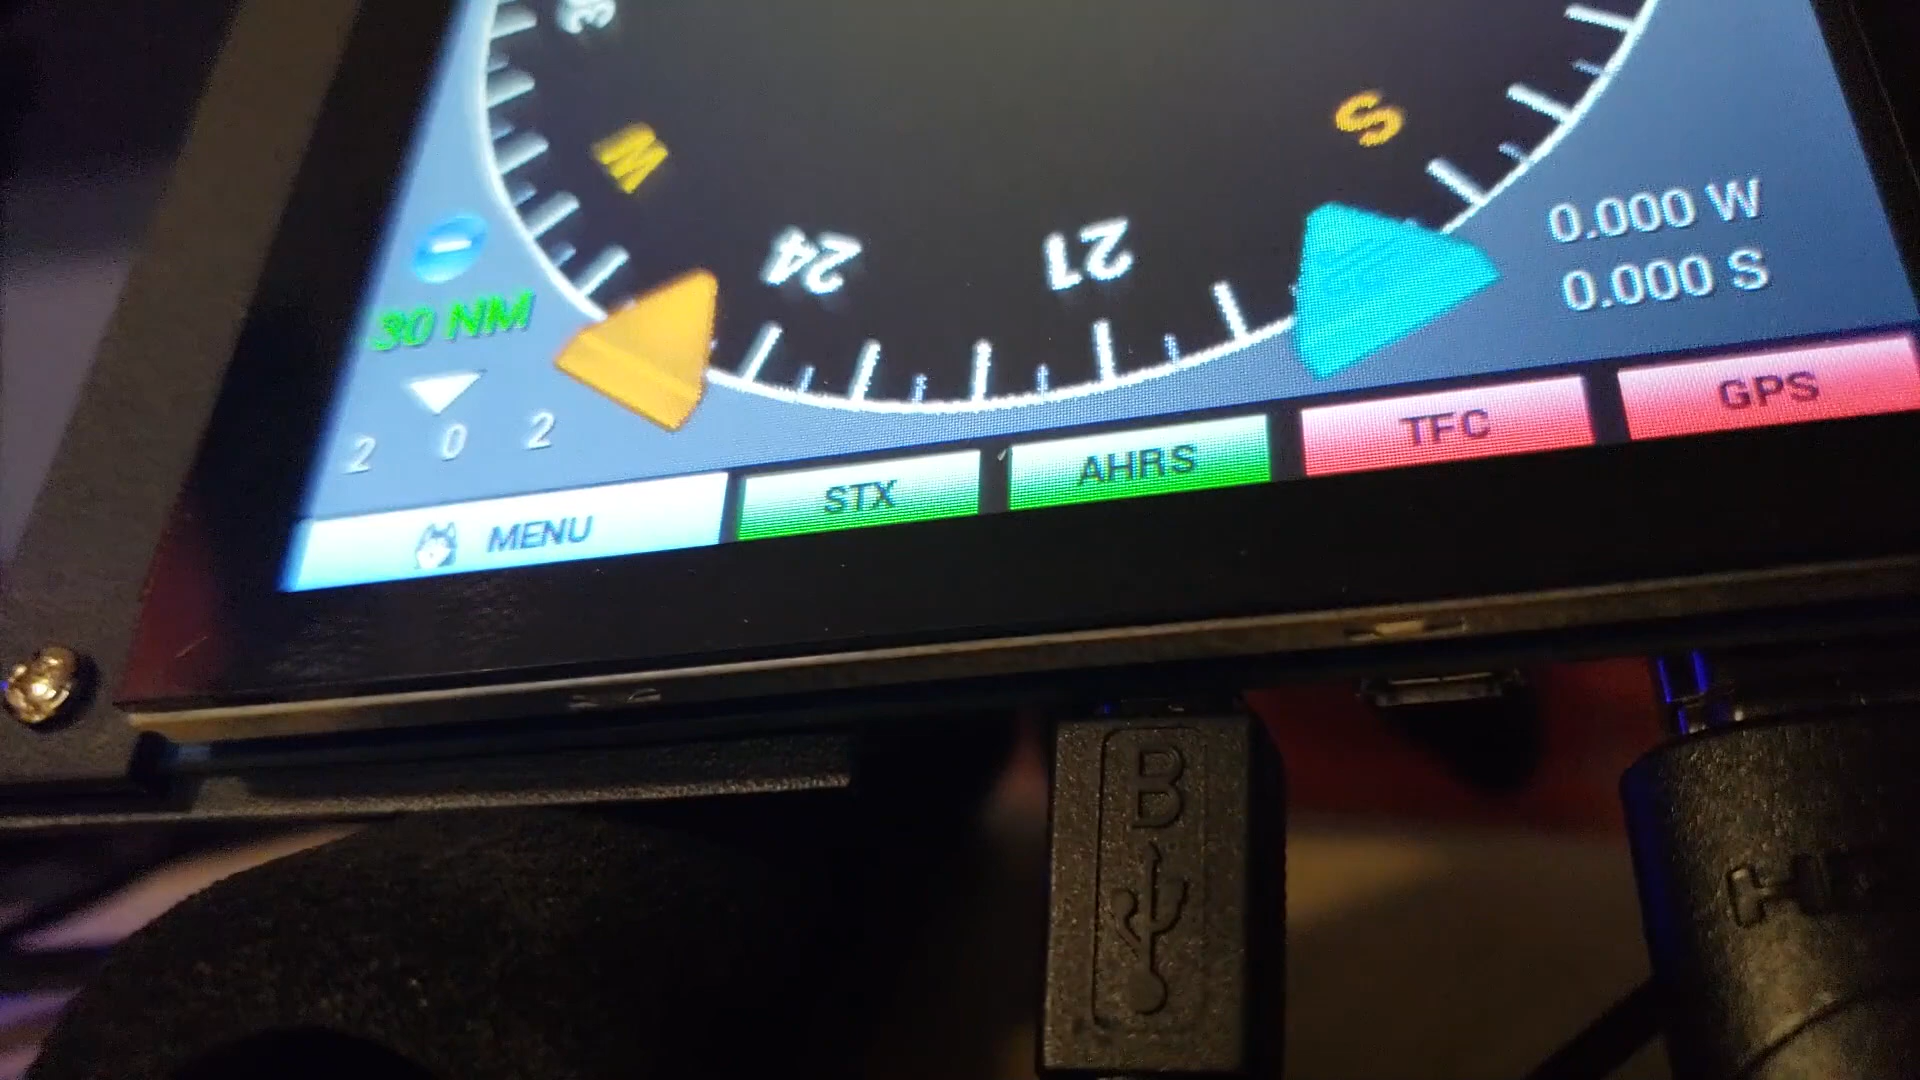 W
S
24
21
0.000 W
0.000 S
30 NM
2 0 2
MENU
STX
AHRS
TFC
GPS
B